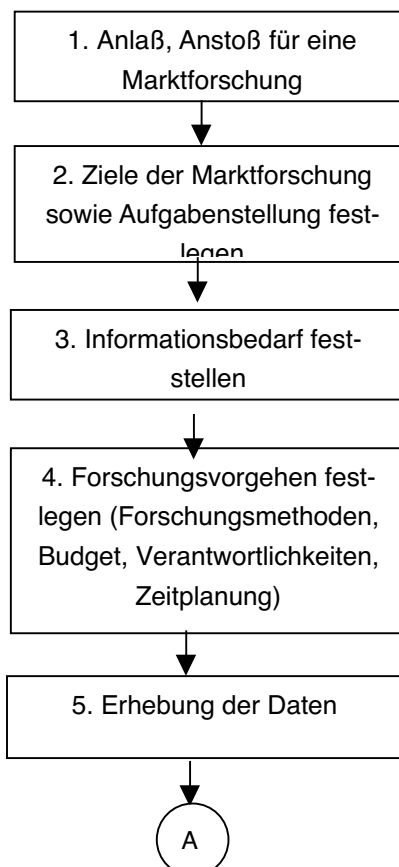 1. Anlaß, Anstoß für eine
Marktforschung
2. Ziele der Marktforschung
sowie Aufgabenstellung fest-
legen
3. Informationsbedarf fest-
stellen
4. Forschungsvorgehen fest-
legen (Forschungsmethoden,
Budget, Verantwortlichkeiten,
Zeitplanung)
5. Erhebung der Daten
A